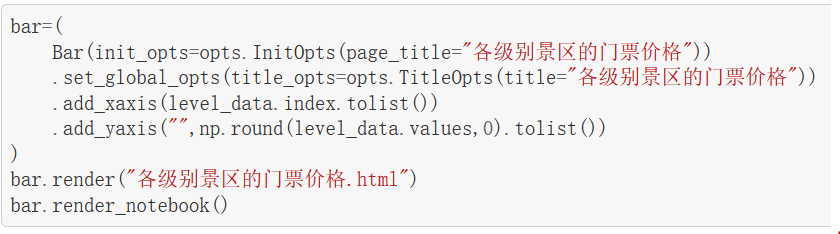 bar=(
    Bar(init_opts=opts.InitOpts(page_title="各级别景区的门票价格"))
    .set_global_opts(title_opts=opts.TitleOpts(title="各级别景区的门票价格"))
    .add_xaxis(level_data.index.tolist())
    .add_yaxis("",np.round(level_data.values,0).tolist())
)
bar.render("各级别景区的门票价格.html")
bar.render_notebook()